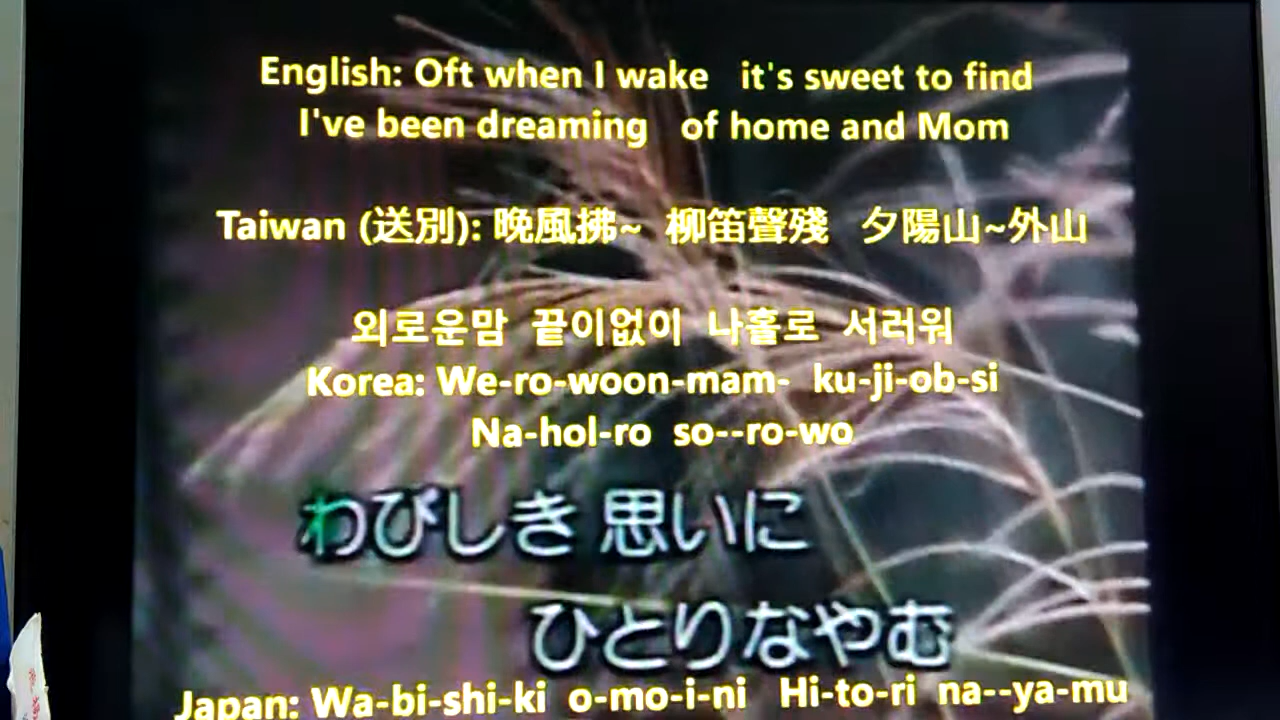 English: Oft when I wake it's sweet to find
I've been dreaming of home and Mom
Taiwan (送別): 晚風拂~ 柳笛聲殘 夕陽山~外山
외로운맘 끝이없이 나홀로 서러워
Korea: We-ro-woon-mam- ku-ji-ob-si
Na-hol-ro so--ro-wo
わびしき 思いに
ひとりなやむ
Japan: Wa-bi-shi-ki o-mo-i-ni Hi-to-ri na--ya-mu